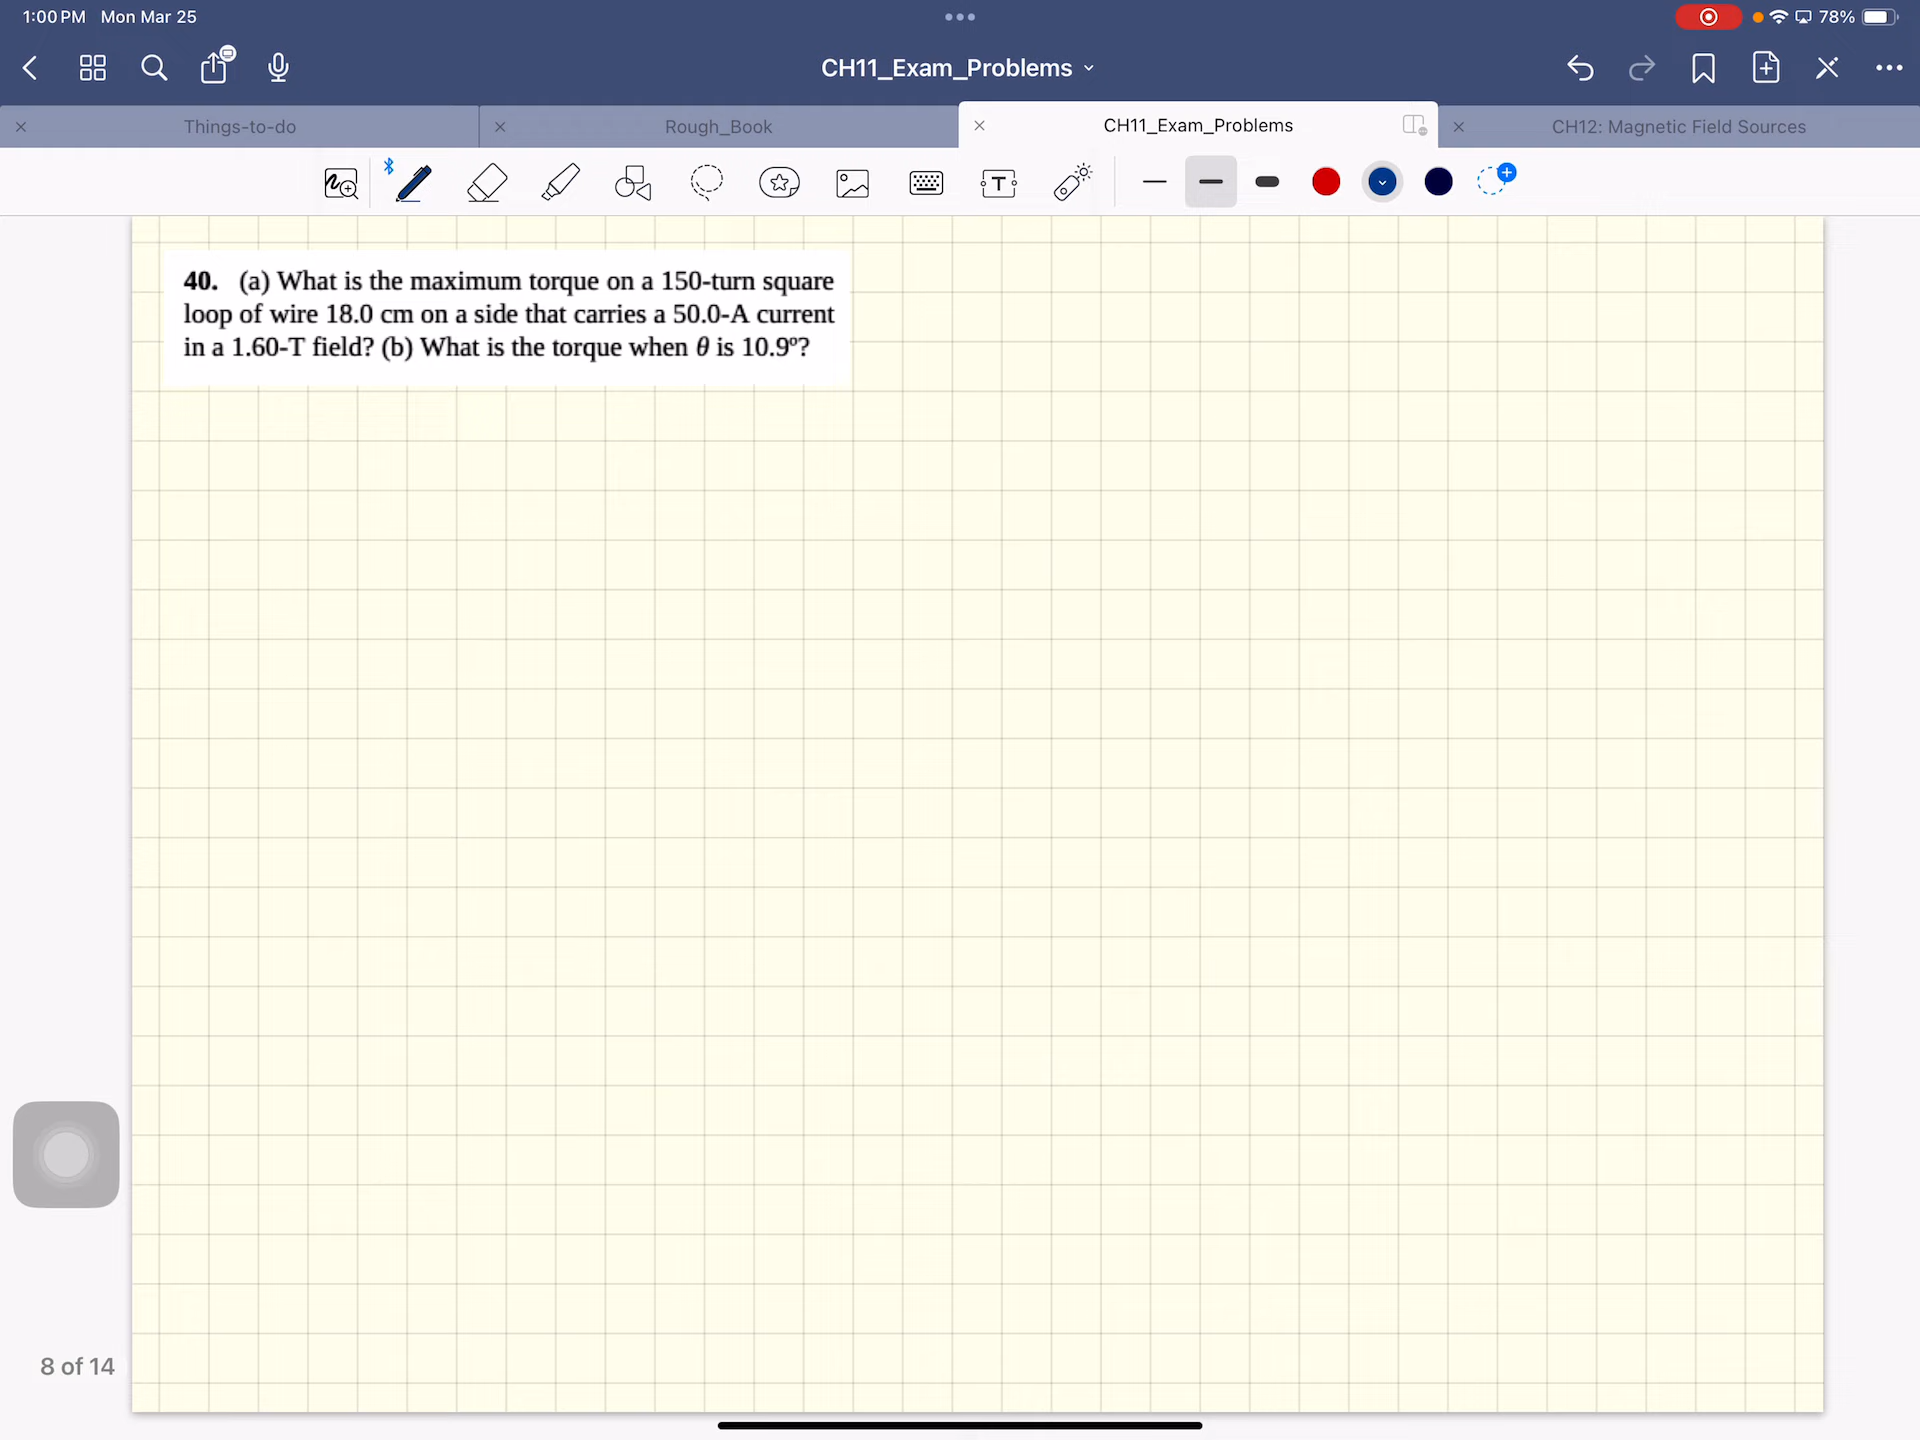 1:00 PM Mon Mar 25
78%
CH11_Exam_Problems
Things-to-do
Rough_Book
CH11_Exam_Problems
CH12: Magnetic Field Sources
T
40. (a) What is the maximum torque on a 150-turn square
loop of wire 18.0 cm on a side that carries a 50.0-A current
in a 1.60-T field? (b) What is the torque when θ is 10.9º?
8 of 14